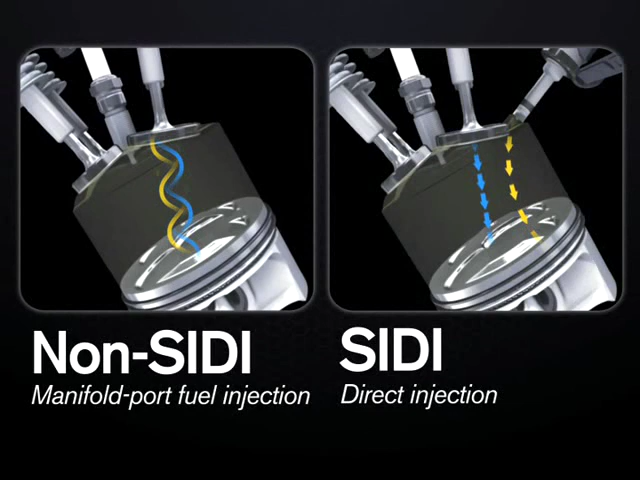 Non-SIDI
Manifold-port fuel injection
SIDI
Direct injection